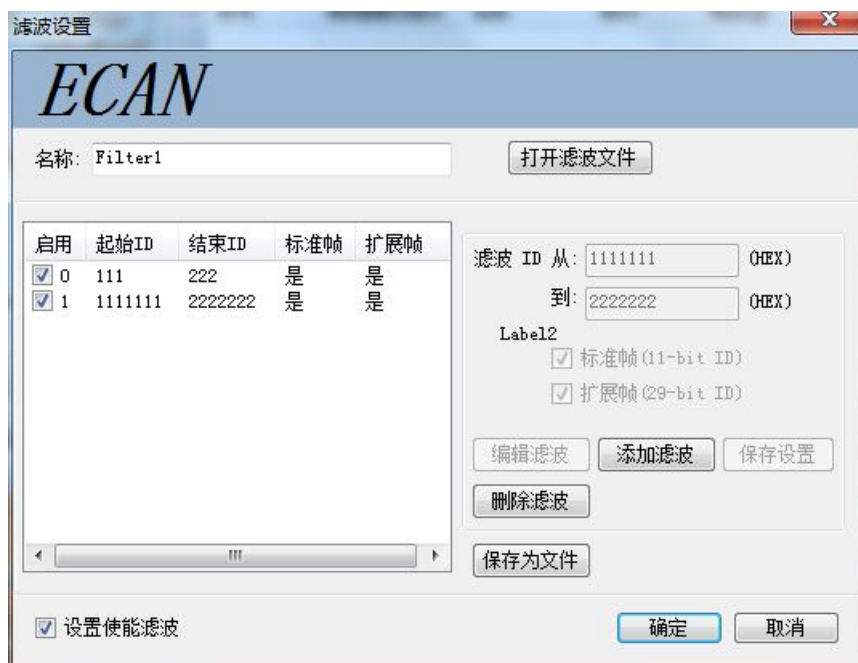 滤波设置
ECAN
名称: Filter1
打开滤波文件
启用 起始ID 结束ID 标准帧 扩展帧
0 111 222 是 是
1 1111111 2222222 是 是
滤波 ID 从: 1111111 (HEX)
到: 2222222 (HEX)
Label2
标准帧(11-bit ID)
扩展帧(29-bit ID)
编辑滤波 添加滤波 保存设置
删除滤波
保存为文件
设置使能滤波
确定 取消